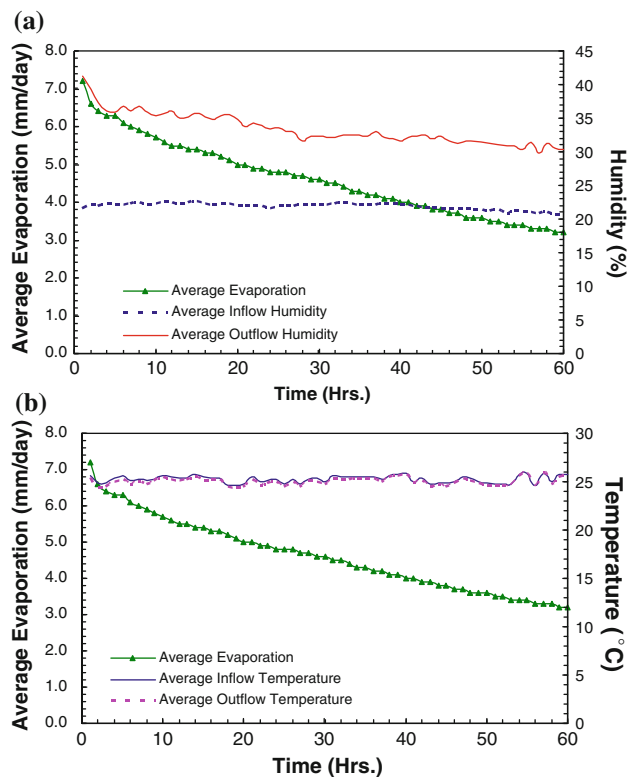 (a)
8.0
7.0
6.0
5.0
4.0
3.0
2.0
1.0
0.0
Average Evaporation (mm/day)
45
40
35
30
25
20
15
10
5
0
Humidity (%)
Average Evaporation
Average Inflow Humidity
Average Outflow Humidity
0 10 20 30 40 50 60
Time (Hrs.)
(b)
8.0
7.0
6.0
5.0
4.0
3.0
2.0
1.0
0.0
Average Evaporation (mm/day)
30
25
20
15
10
5
0
Temperature (°C)
Average Evaporation
Average Inflow Temperature
Average Outflow Temperature
0 10 20 30 40 50 60
Time (Hrs.)